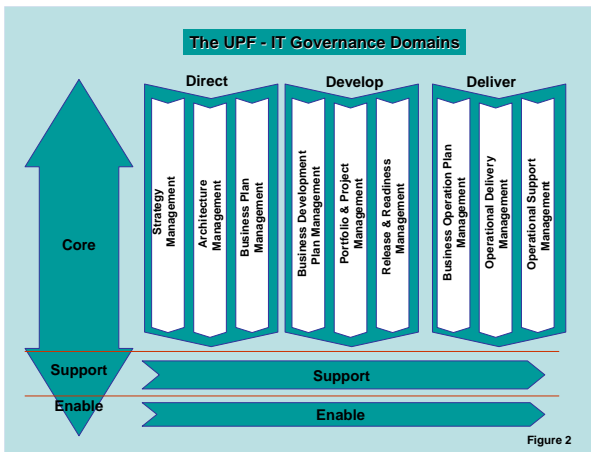 The UPF - IT Governance Domains
Direct
Develop
Deliver
Core
Strategy
Management
Architecture
Management
Business Plan
Management
Business Development
Plan Management
Portfolio & Project
Management
Release & Readiness
Management
Business Operation Plan
Management
Operational Delivery
Management
Operational Support
Management
Support
Support
Enable
Enable
Figure 2